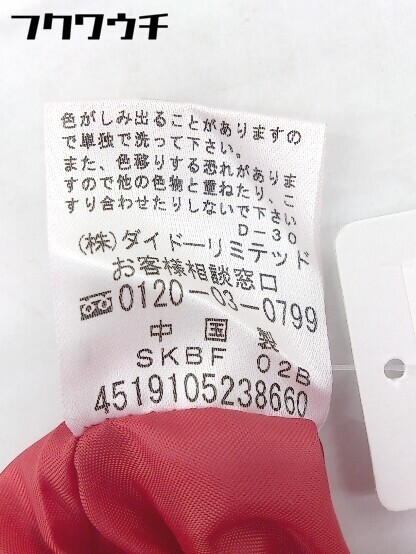 フクワウチ
色がしみ出ることがありますの
で単独で洗って下さい。
また、色移りする恐れがありま
すので他の色物と重ねたり、こ
すり合わせたりしないで下さい
D-30
(株)ダイドーリミテッド
お客様相談窓口
0120-03-0799
中国製
SKBF 02B
4519105238660